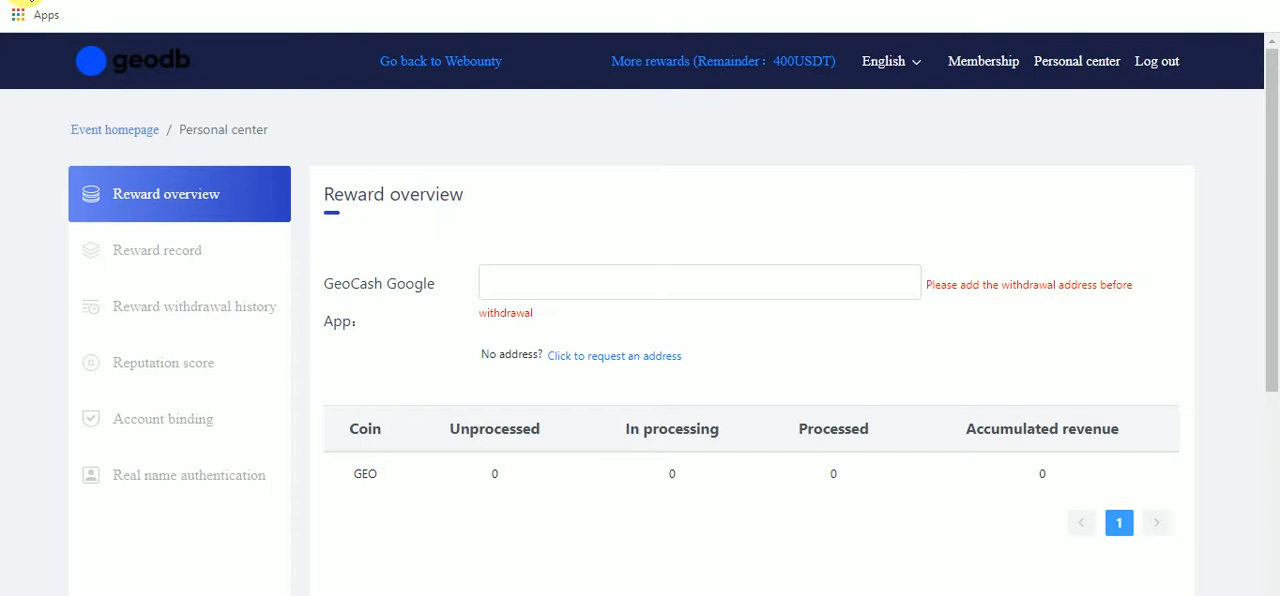 Apps
geodb
Go back to Webounty
More rewards (Remainder：400USDT)
English
Membership
Personal center
Log out
Event homepage / Personal center
Reward overview
Reward record
Reward withdrawal history
Reputation score
Account binding
Real name authentication
Reward overview
GeoCash Google
App：
Please add the withdrawal address before
withdrawal
No address? Click to request an address
Coin Unprocessed In processing Processed Accumulated revenue
GEO 0 0 0 0
< 1 >